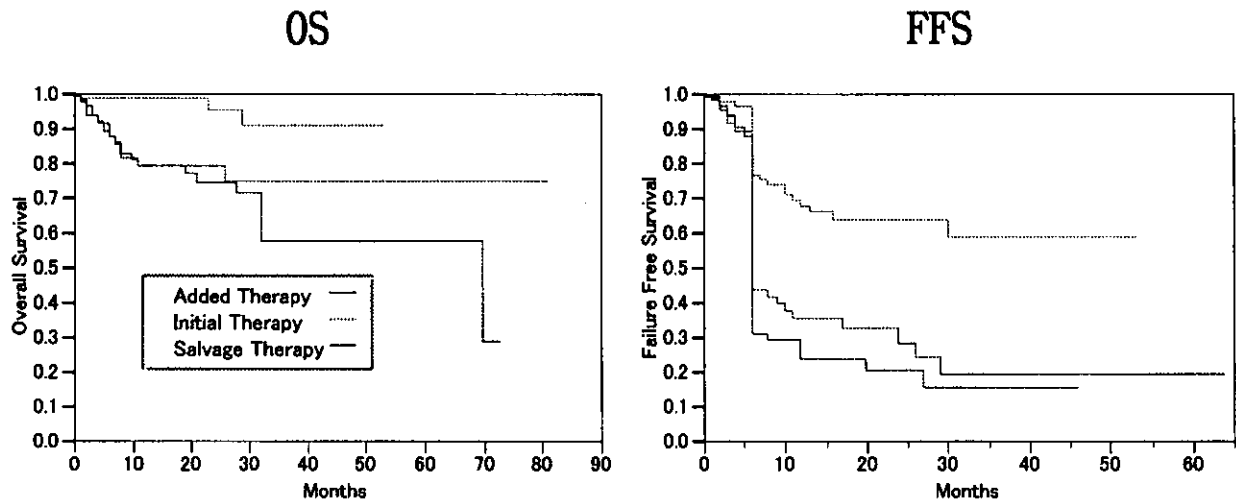 OS
FFS
1.0
0.9
0.8
0.7
0.6
0.5
0.4
0.3
0.2
0.1
0.0
Overall Survival
Added Therapy
Initial Therapy
Salvage Therapy
0 10 20 30 40 50 60 70 80 90
Months
1.0
0.9
0.8
0.7
0.6
0.5
0.4
0.3
0.2
0.1
0.0
Failure Free Survival
0 10 20 30 40 50 60
Months